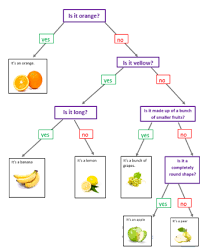 Is it orange?
yes
no
It's an orange
Is it yellow?
yes
no
Is it long?
Is it made up of a bunch
of smaller fruits?
yes
no
yes
no
It's a banana
It's a lemon
It's a bunch of
grapes
Is it a
completely
round shape?
yes
no
It's an apple
It's a pear